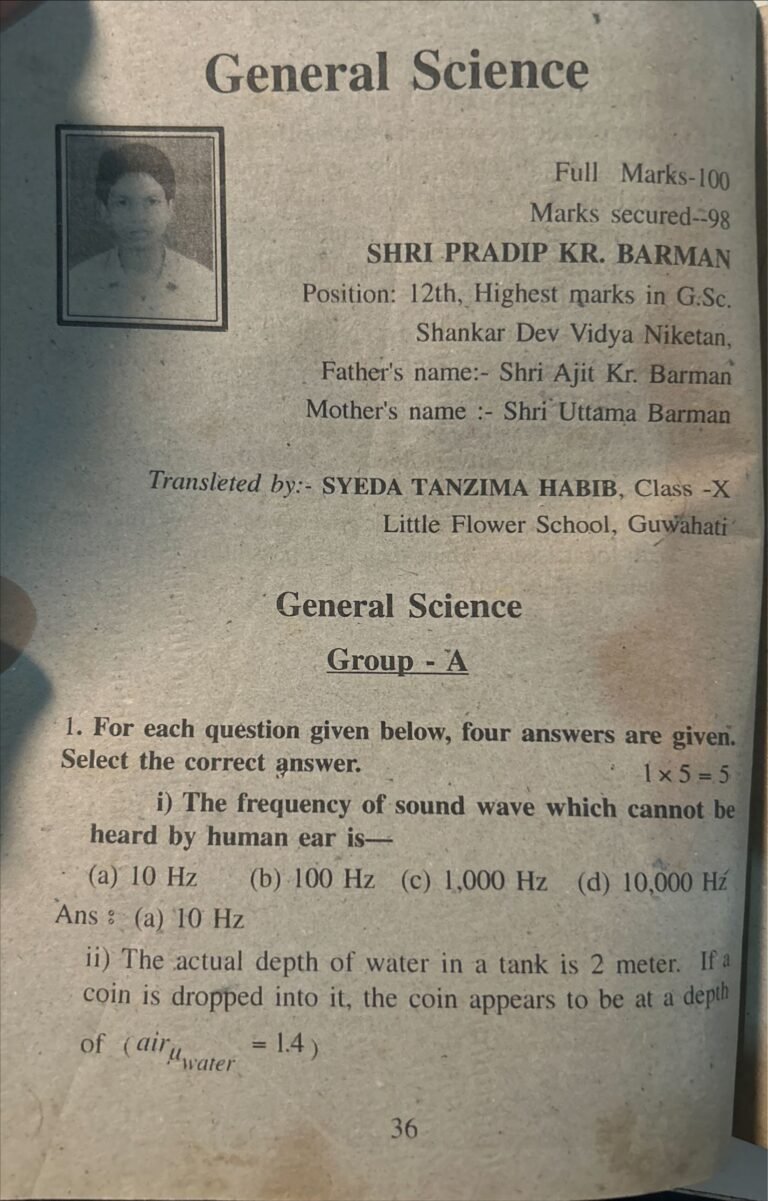 General Science
Full Marks-100
Marks secured--98
SHRI PRADIP KR. BARMAN
Position: 12th, Highest marks in G.Sc.
Shankar Dev Vidya Niketan,
Father's name:- Shri Ajit Kr. Barman
Mother's name :- Shri Uttama Barman
Transleted by:- SYEDA TANZIMA HABIB, Class -X
Little Flower School, Guwahati
General Science
Group - A
1. For each question given below, four answers are given.
Select the correct answer. 1 × 5 = 5
i) The frequency of sound wave which cannot be
heard by human ear is—
(a) 10 Hz (b) 100 Hz (c) 1,000 Hz (d) 10,000 Hz
Ans : (a) 10 Hz
ii) The actual depth of water in a tank is 2 meter. If a
coin is dropped into it, the coin appears to be at a depth
of (air μ water = 1.4)
36